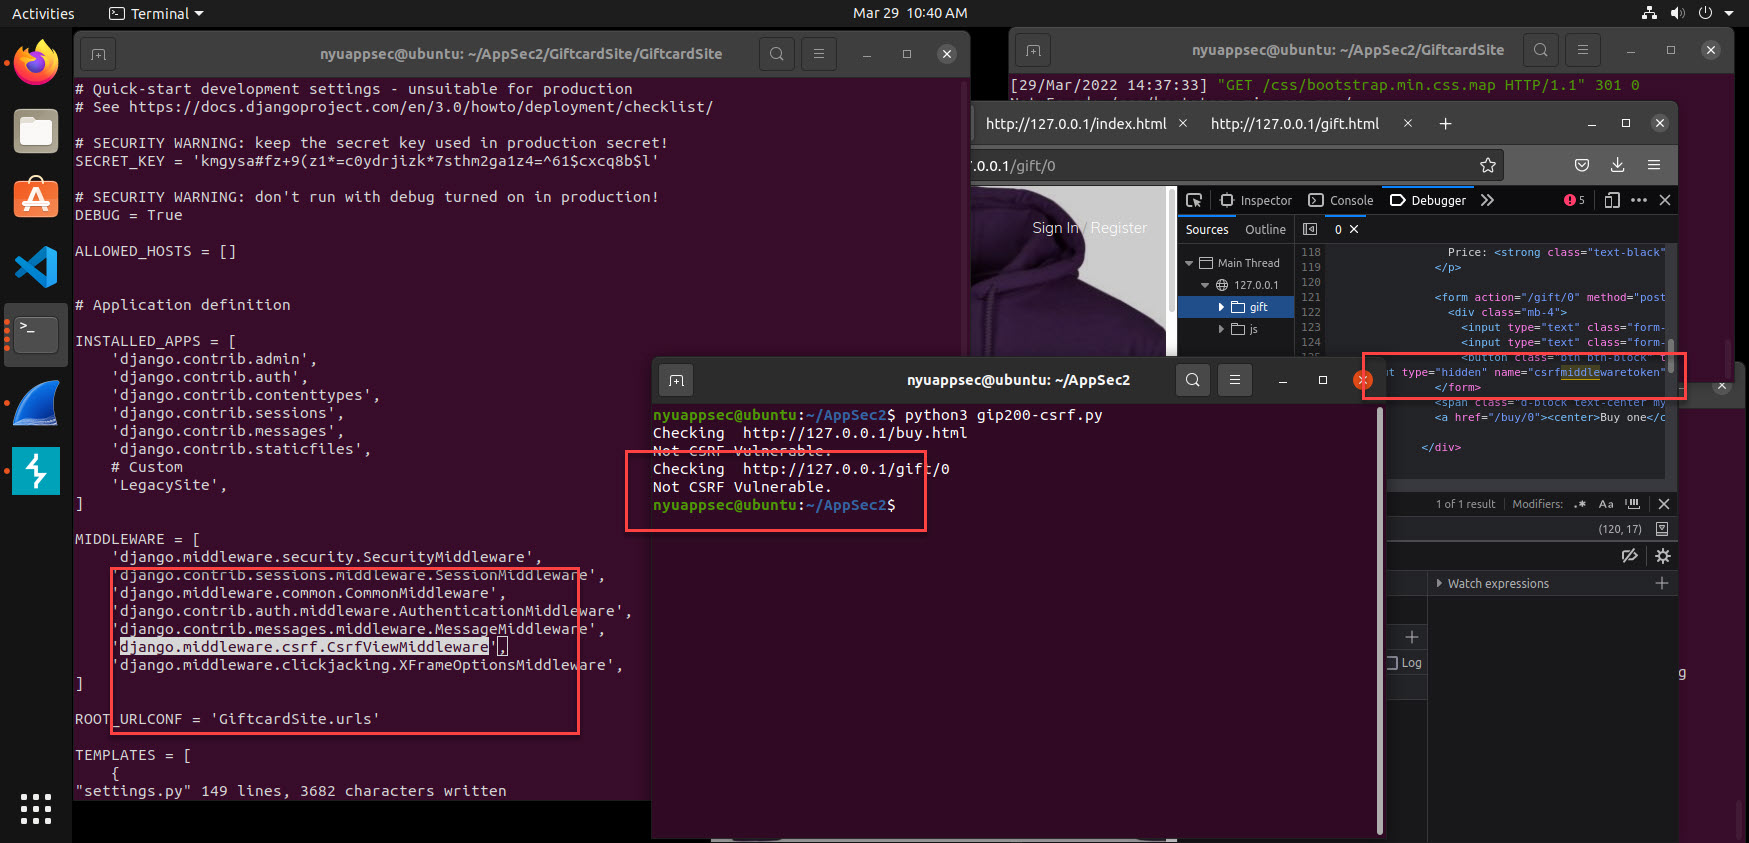 Activities
Terminal
Mar 29 10:40 AM
nyuappsec@ubuntu: ~/AppSec2/GiftcardSite/GiftcardSite
# Quick-start development settings - unsuitable for production
# See https://docs.djangoproject.com/en/3.0/howto/deployment/checklist/
# SECURITY WARNING: keep the secret key used in production secret!
SECRET_KEY = 'kmgysa#fz+9(z1*=c0ydrjizk*7sthm2ga1z4=^61$cxcq8b$l'
# SECURITY WARNING: don't run with debug turned on in production!
DEBUG = True
ALLOWED_HOSTS = []
# Application definition
INSTALLED_APPS = [
'django.contrib.admin',
'django.contrib.auth',
'django.contrib.contenttypes',
'django.contrib.sessions',
'django.contrib.messages',
'django.contrib.staticfiles',
# Custom
'LegacySite',
]
MIDDLEWARE = [
'django.middleware.security.SecurityMiddleware',
'django.contrib.sessions.middleware.SessionMiddleware',
'django.middleware.common.CommonMiddleware',
'django.contrib.auth.middleware.AuthenticationMiddleware',
'django.contrib.messages.middleware.MessageMiddleware',
'django.middleware.csrf.CsrfViewMiddleware',
'django.middleware.clickjacking.XFrameOptionsMiddleware',
]
ROOT_URLCONF = 'GiftcardSite.urls'
TEMPLATES = [
{
"settings.py" 149 lines, 3682 characters written
nyuappsec@ubuntu: ~/AppSec2/GiftcardSite
[29/Mar/2022 14:37:33] "GET /css/bootstrap.min.css.map HTTP/1.1" 301 0
http://127.0.0.1/index.html
http://127.0.0.1/gift.html
.0.0.1/gift/0
Sign In / Register
Inspector
Console
Debugger
5
Sources
Outline
0
Main Thread
127.0.0.1
gift
js
118 Price: <strong class="text-black"
119 </p>
120
121 <form action="/gift/0" method="post
122 <div class="mb-4">
123 <input type="text" class="form-
124 <input type="text" class="form-
<button class="btn btn-block"
ut type="hidden" name="csrfmiddlewaretoken"
</form>
<span class="d-block text-center my
<a href="/buy/0"><center>Buy one</c
</div>
1 of 1 result
Modifiers:
.*
Aa
(120, 17)
Watch expressions
Log
g
nyuappsec@ubuntu: ~/AppSec2
nyuappsec@ubuntu:~/AppSec2$ python3 gip200-csrf.py
Checking http://127.0.0.1/buy.html
Not CSRF Vulnerable.
Checking http://127.0.0.1/gift/0
Not CSRF Vulnerable.
nyuappsec@ubuntu:~/AppSec2$